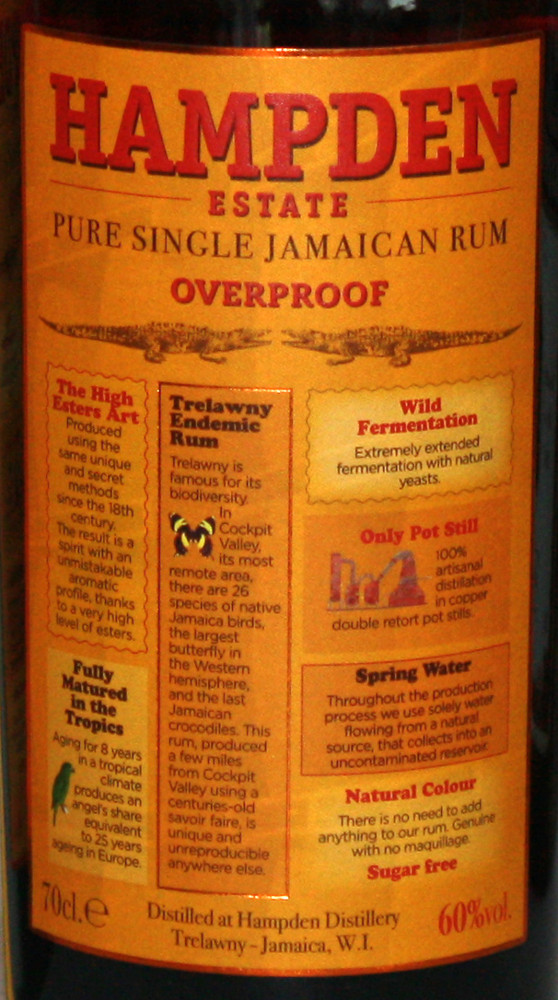 HAMPDEN
ESTATE
PURE SINGLE JAMAICAN RUM
OVERPROOF
The High
Esters Art
Produced
using the
same unique
and secret
methods
since the 18th
century.
The result is a
spirit with an
unmistakable
aromatic
profile, thanks
to a very high
level of esters.
Fully
Matured
in the
Tropics
Aging for 8 years
in a tropical
climate
produces an
angel's share
equivalent
to 25 years
ageing in Europe.
Trelawny
Endemic
Rum
Trelawny is
famous for its
biodiversity.
In
Cockpit
Valley,
its most
remote area,
there are 26
species of native
Jamaica birds,
the largest
butterfly in
the Western
hemisphere,
and the last
Jamaican
crocodiles. This
rum, produced
a few miles
from Cockpit
Valley using a
centuries-old
savoir faire, is
unique and
unreproducible
anywhere else.
Wild
Fermentation
Extremely extended
fermentation with natural
yeasts.
Only Pot Still
100%
artisanal
distillation
in copper
double retort pot stills.
Spring Water
Throughout the production
process we use solely water
flowing from a natural
source, that collects into an
uncontaminated reservoir.
Natural Colour
There is no need to add
anything to our rum. Genuine
with no maquillage.
Sugar free
70cl.℮
Distilled at Hampden Distillery
Trelawny - Jamaica, W.I.
60%vol.